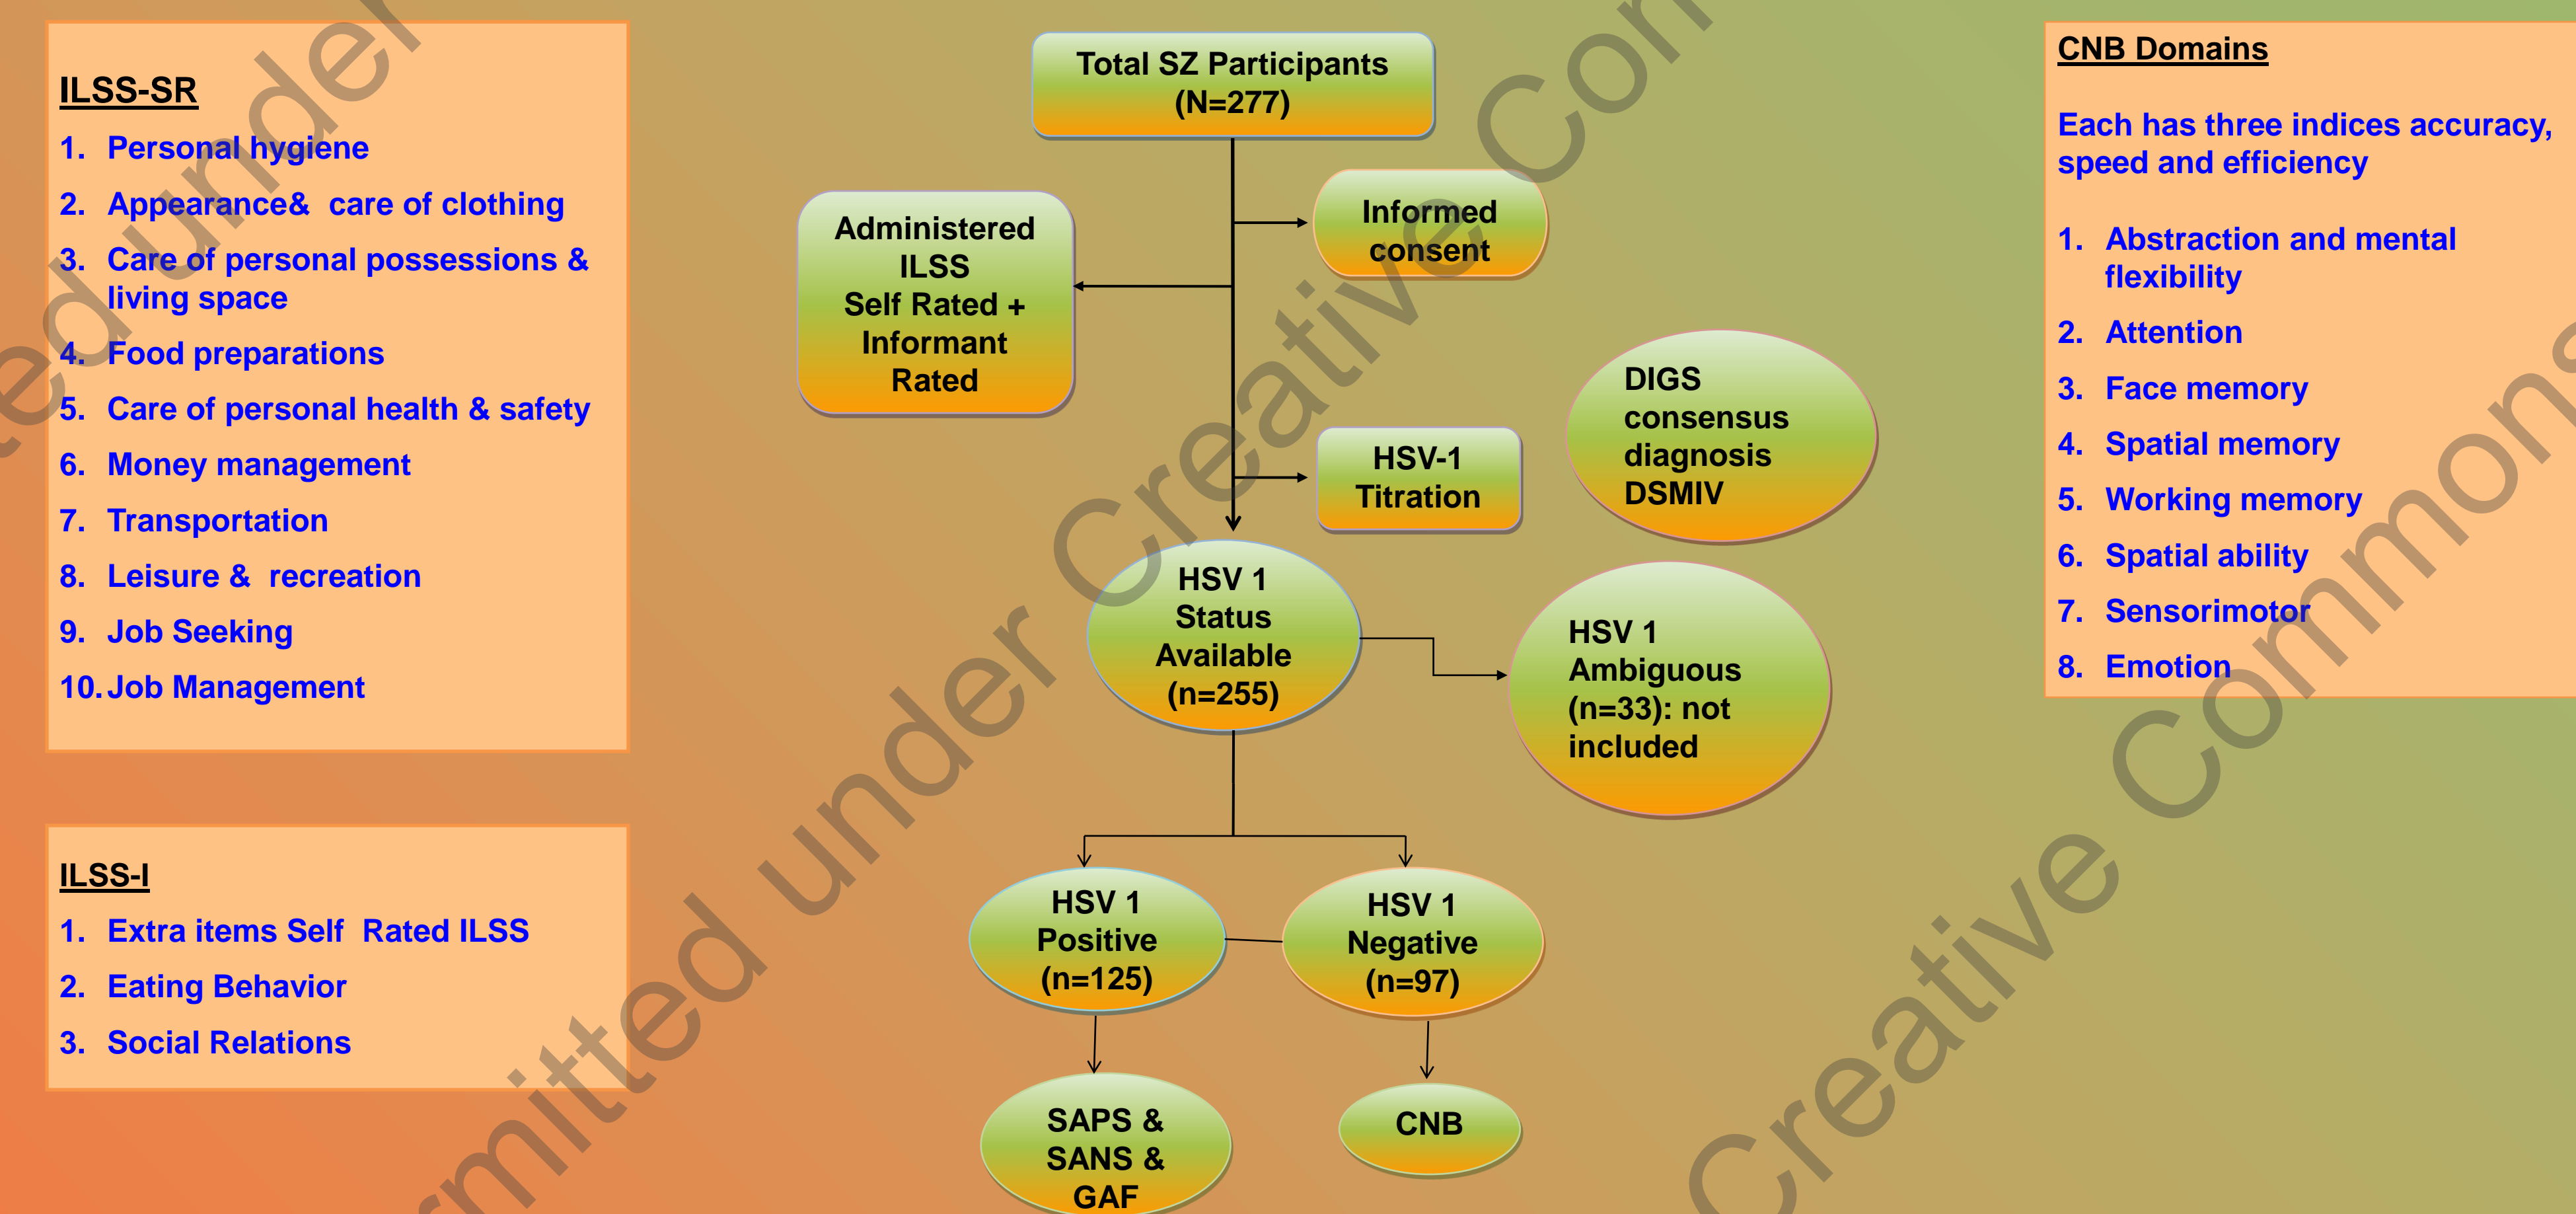 ILSS-SR
1. Personal hygiene
2. Appearance&  care of clothing
3. Care of personal possessions &
living space
4. Food preparations
5. Care of personal health & safety
6. Money management
7. Transportation
8. Leisure &  recreation
9. Job Seeking
10. Job Management
ILSS-I
1. Extra items Self  Rated ILSS
2. Eating Behavior
3. Social Relations
Total SZ Participants
(N=277)
Informed
consent
Administered
ILSS
Self Rated +
Informant
Rated
HSV-1
Titration
DIGS
consensus
diagnosis
DSMIV
HSV 1
Status
Available
(n=255)
HSV 1
Ambiguous
(n=33): not
included
HSV 1
Positive
(n=125)
HSV 1
Negative
(n=97)
SAPS &
SANS &
GAF
CNB
CNB Domains
Each has three indices accuracy,
speed and efficiency
1. Abstraction and mental
flexibility
2. Attention
3. Face memory
4. Spatial memory
5. Working memory
6. Spatial ability
7. Sensorimotor
8. Emotion
under Creative
Creative Commons
under